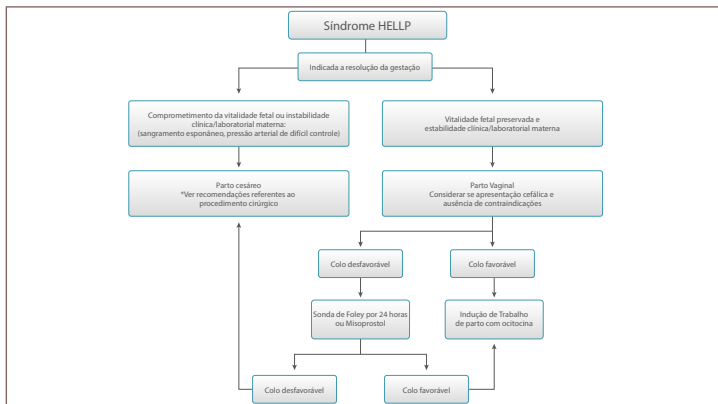 Síndrome HELLP
Indicada a resolução da gestação
Comprometimento da vitalidade fetal ou instabilidade
clínica/laboratorial materna:
(sangramento esponâneo, pressão arterial de difícil controle)
Vitalidade fetal preservada e
estabilidade clínica/laboratorial materna
Parto cesáreo
*Ver recomendações referentes ao
procedimento cirúrgico
Parto Vaginal
Considerar se apresentação cefálica e
ausência de contraindicações
Colo desfavorável
Colo favorável
Sonda de Foley por 24 horas
ou Misoprostol
Indução de Trabalho
de parto com ocitocina
Colo desfavorável
Colo favorável